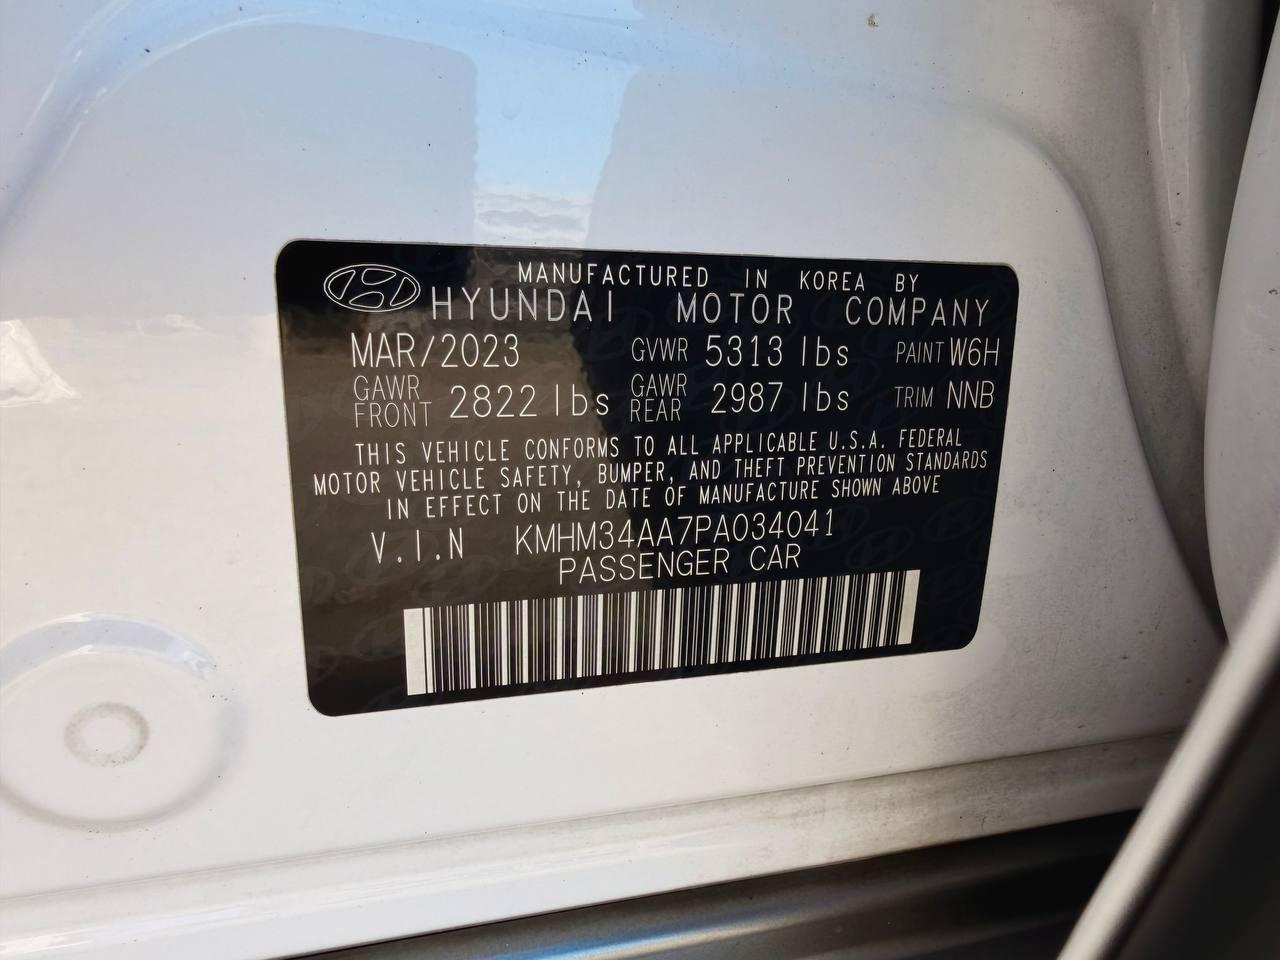 MANUFACTURED IN KOREA BY
HYUNDAI MOTOR COMPANY
MAR/2023 GVWR 5313 lbs PAINT W6H
GAWR FRONT 2822 lbs GAWR REAR 2987 lbs TRIM NNB
THIS VEHICLE CONFORMS TO ALL APPLICABLE U.S.A. FEDERAL
MOTOR VEHICLE SAFETY, BUMPER, AND THEFT PREVENTION STANDARDS
IN EFFECT ON THE DATE OF MANUFACTURE SHOWN ABOVE
V.I.N KMHM34AA7PA034041
PASSENGER CAR